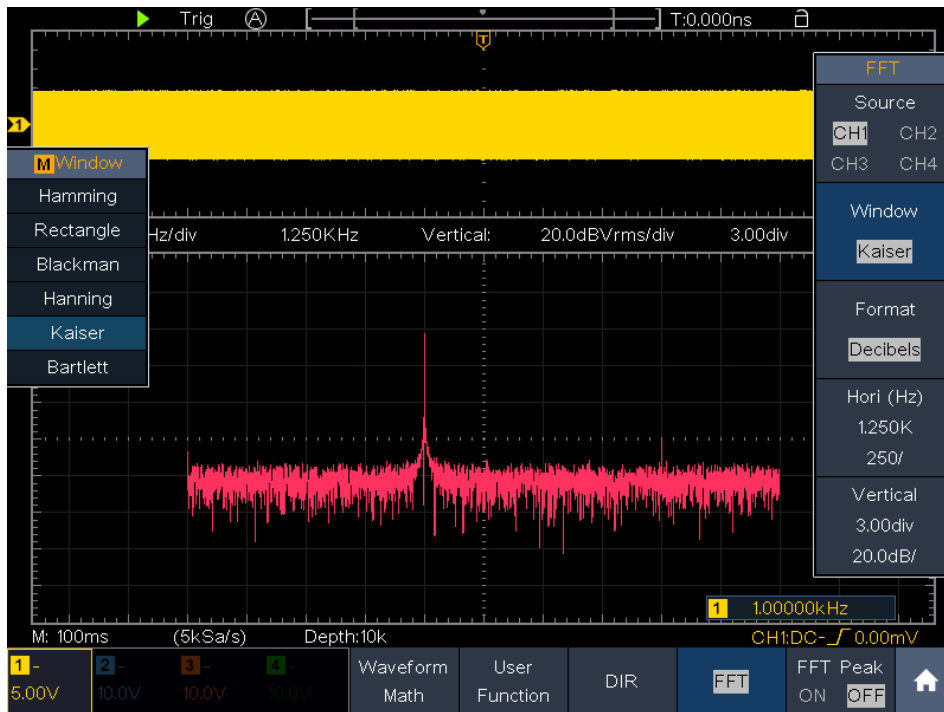 Trig A T:0.000ns
T
1
FFT
Source
CH1 CH2
CH3 CH4
Window
Kaiser
Format
Decibels
Hori (Hz)
1.250K
250/
Vertical
3.00div
20.0dB/
M Window
Hamming
Rectangle
Blackman
Hanning
Kaiser
Bartlett
Hz/div 1.250KHz Vertical: 20.0dBVrms/div 3.00div
1 1.00000kHz
M: 100ms (5kSa/s) Depth:10k CH1:DC- 0.00mV
1 - 2 - 3 - 4 -
5.00V 10.0V 10.0V 10.0V
Waveform
Math
User
Function
DIR
FFT
FFT Peak
ON OFF